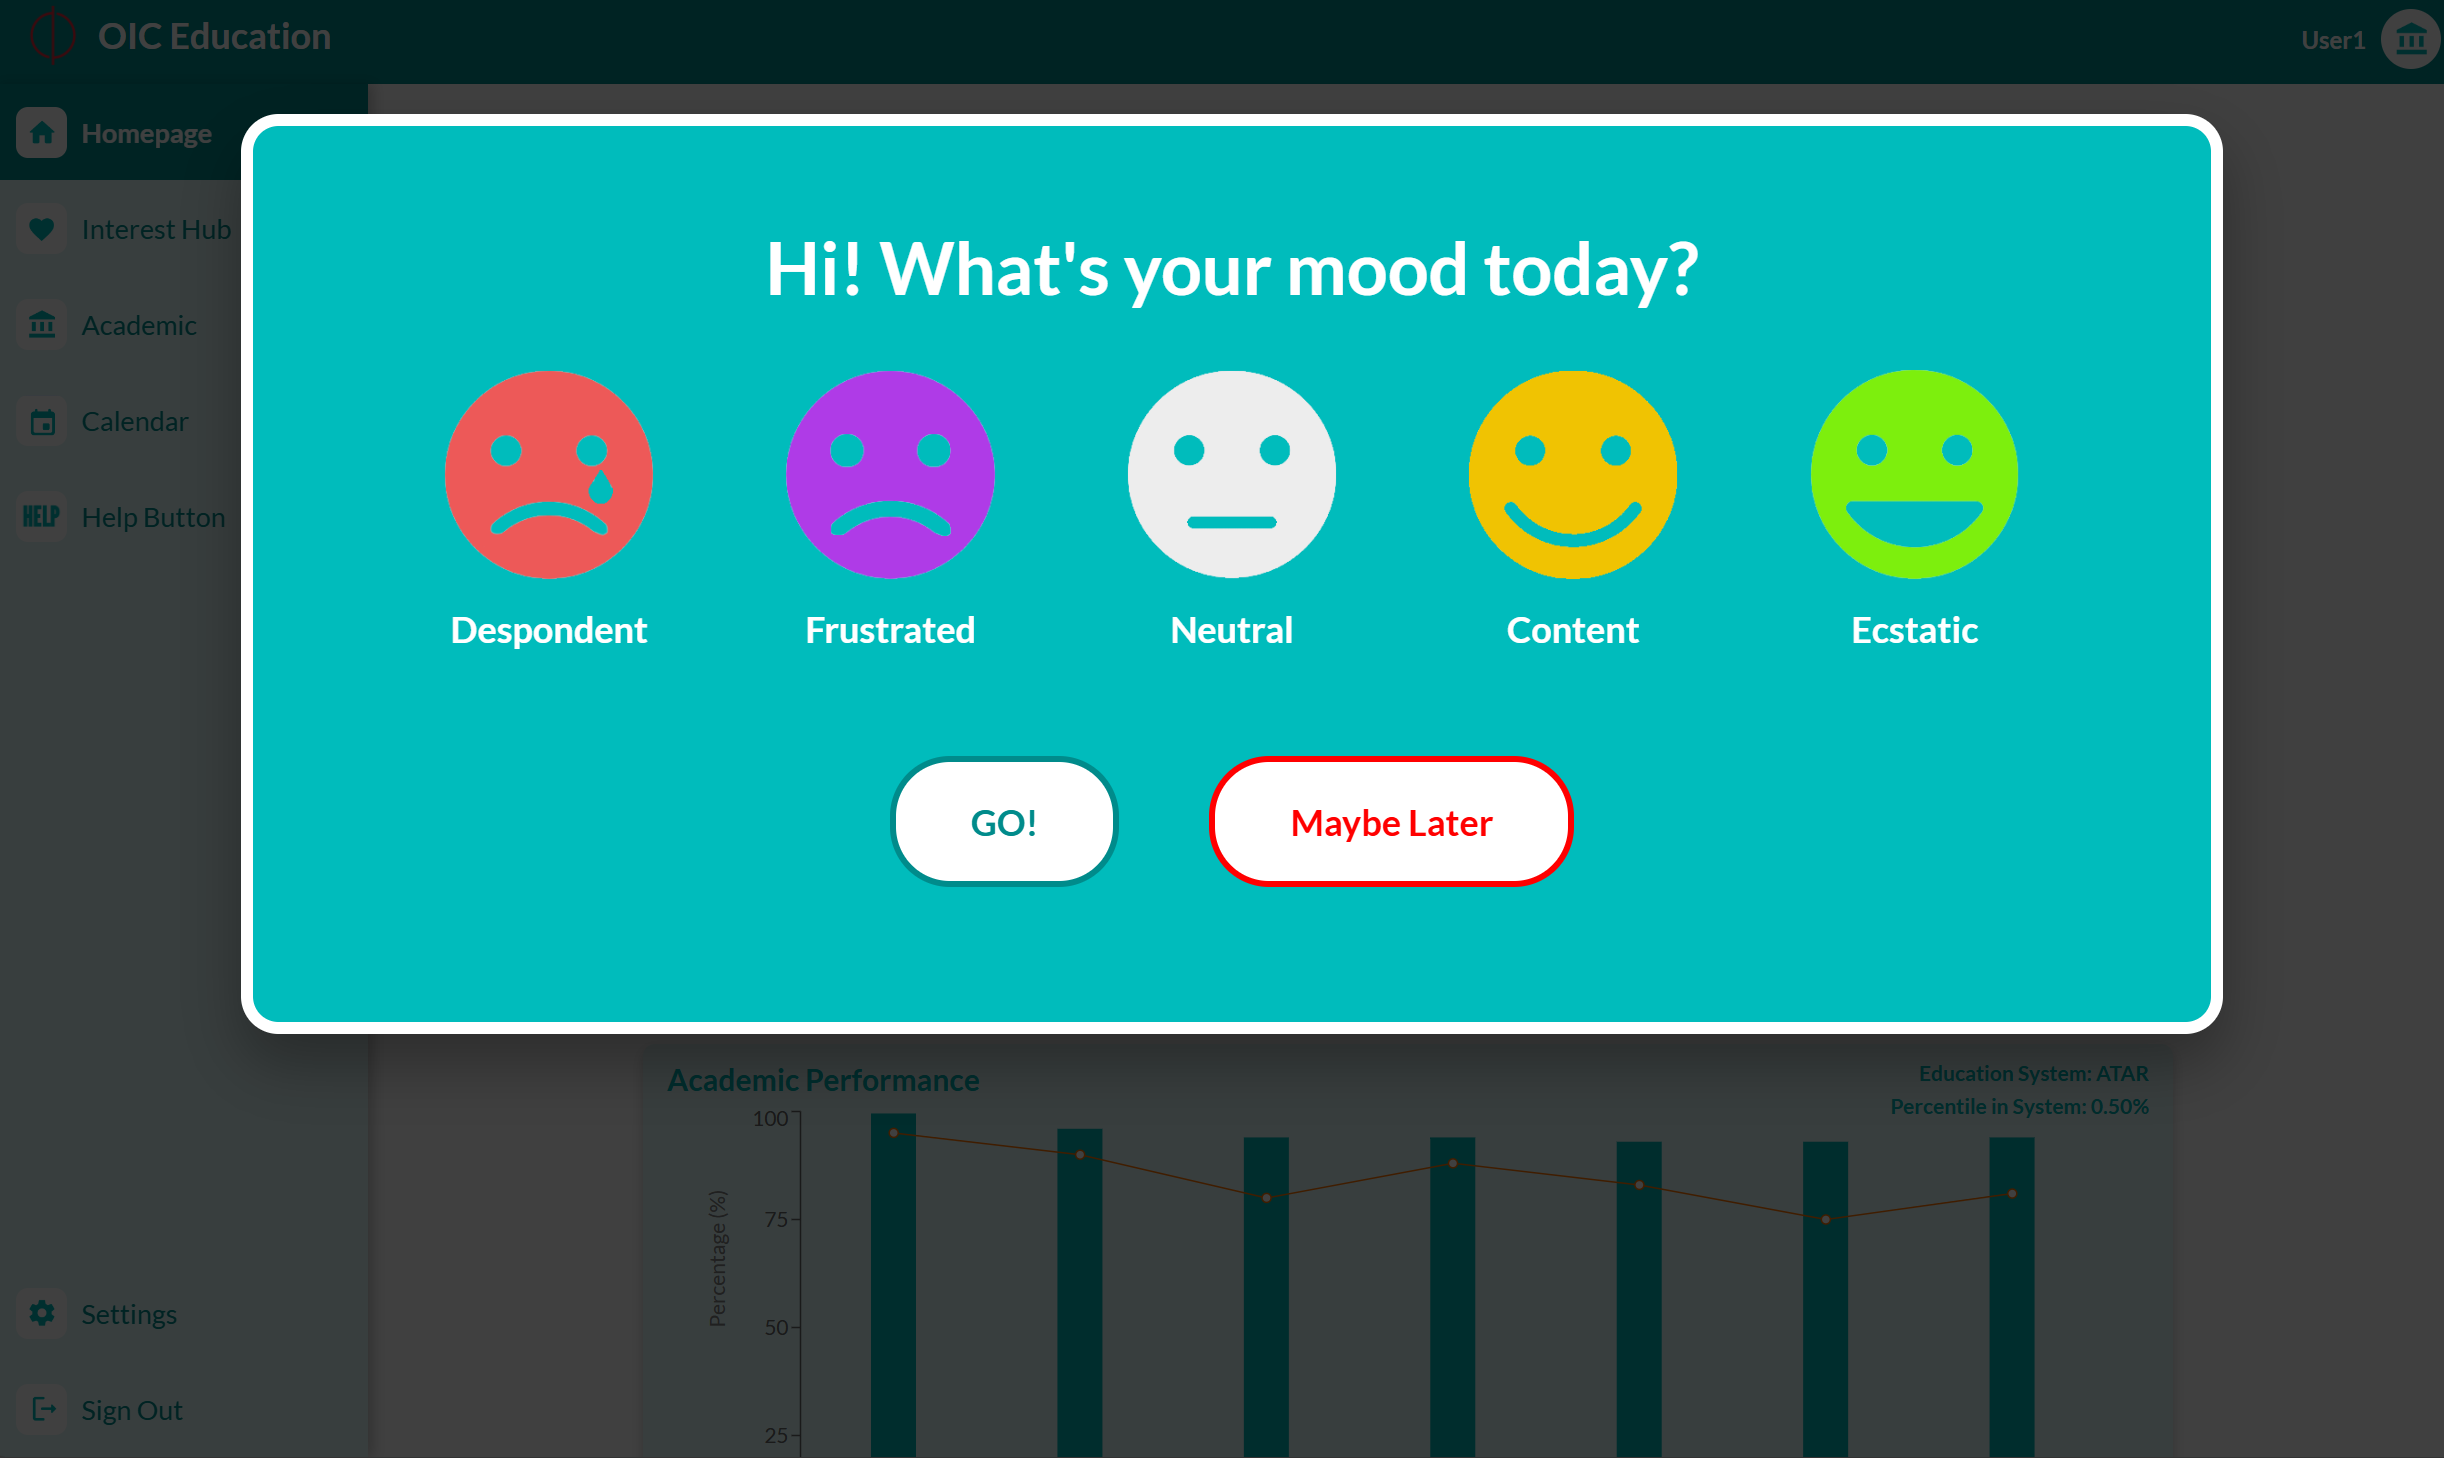 OIC Education
User1
Homepage
Interest Hub
Academic
Calendar
HELP Help Button
Settings
Sign Out
Hi! What's your mood today?
Despondent
Frustrated
Neutral
Content
Ecstatic
GO!
Maybe Later
Academic Performance
Education System: ATAR
Percentile in System: 0.50%
Percentage (%)
100
75
50
25